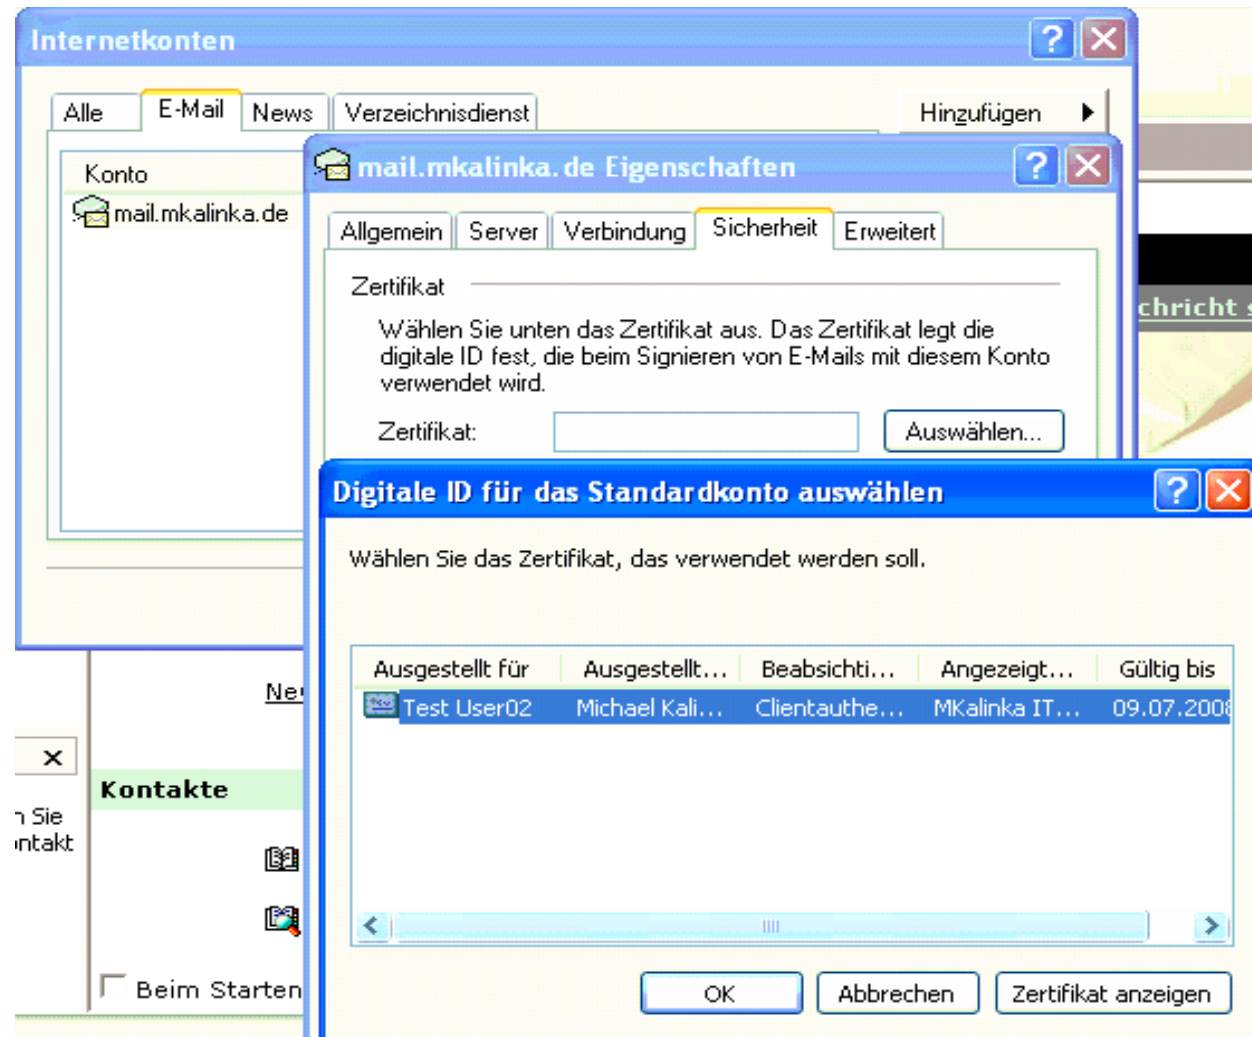 Internetkonten
Alle E-Mail News Verzeichnisdienst Hinzufügen
Konto
mail.mkalinka.de
mail.mkalinka.de Eigenschaften
Allgemein Server Verbindung Sicherheit Erweitert
Zertifikat
Wählen Sie unten das Zertifikat aus. Das Zertifikat legt die
digitale ID fest, die beim Signieren von E-Mails mit diesem Konto
verwendet wird.
Zertifikat: Auswählen...
Digitale ID für das Standardkonto auswählen
Wählen Sie das Zertifikat, das verwendet werden soll.
Ausgestellt für Ausgestellt... Beabsichti... Angezeigt... Gültig bis
Test User02 Michael Kali... Clientauthe... MKalinka IT... 09.07.2008
OK Abbrechen Zertifikat anzeigen
Kontakte
Sie
Beim Starten